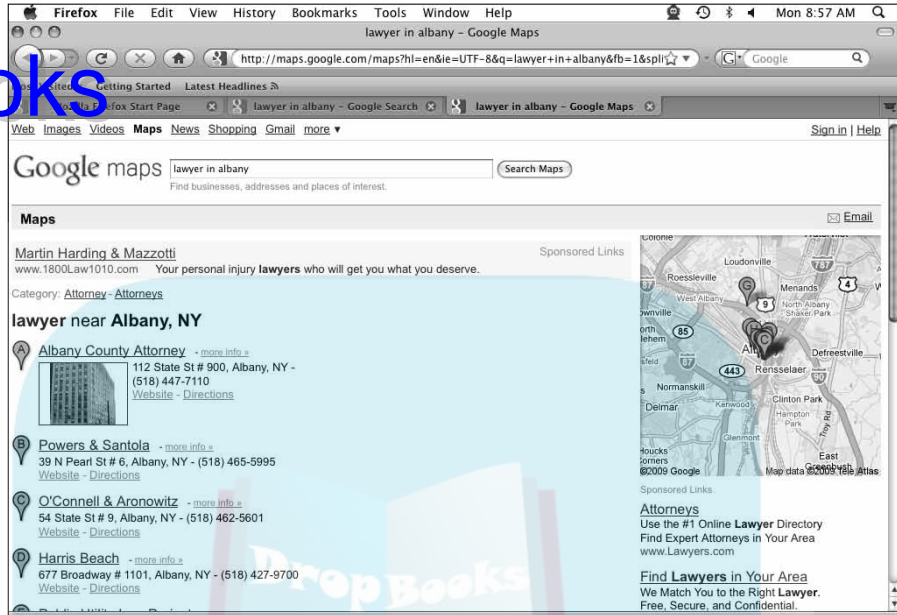 Firefox File Edit View History Bookmarks Tools Window Help Mon 8:57 AM
lawyer in albany – Google Maps
http://maps.google.com/maps?hl=en&ie=UTF-8&q=lawyer+in+albany&fb=1&spli G Google
oks
Getting Started Latest Headlines
Firefox Start Page lawyer in albany – Google Search lawyer in albany – Google Maps
Web Images Videos Maps News Shopping Gmail more ▼ Sign in | Help
Google maps lawyer in albany Search Maps
Find businesses, addresses and places of interest.
Maps Email
Martin Harding & Mazzotti Sponsored Links
www.1800Law1010.com Your personal injury lawyers who will get you what you deserve.
Category: Attorney - Attorneys
lawyer near Albany, NY
A Albany County Attorney - more info »
112 State St # 900, Albany, NY -
(518) 447-7110
Website - Directions
B Powers & Santola - more info »
39 N Pearl St # 6, Albany, NY - (518) 465-5995
Website - Directions
C O'Connell & Aronowitz - more info »
54 State St # 9, Albany, NY - (518) 462-5601
Website - Directions
D Harris Beach - more info »
677 Broadway # 1101, Albany, NY - (518) 427-9700
Website - Directions
DropBooks
Colonie
Loudonville
787
Roessleville
87
Menands
4
G
West Albany
9
North Albany
Shaker Park
85
C
Defreestville
443
Rensselaer
87
90
Normanskill
Clinton Park
Delmar
Kenwood
Hampton
Park
Troy Rd
Glenmont
East
Greenbush
©2009 Google Map data ©2009 Tele Atlas
Sponsored Links
Attorneys
Use the #1 Online Lawyer Directory
Find Expert Attorneys in Your Area
www.Lawyers.com
Find Lawyers in Your Area
We Match You to the Right Lawyer.
Free, Secure, and Confidential.